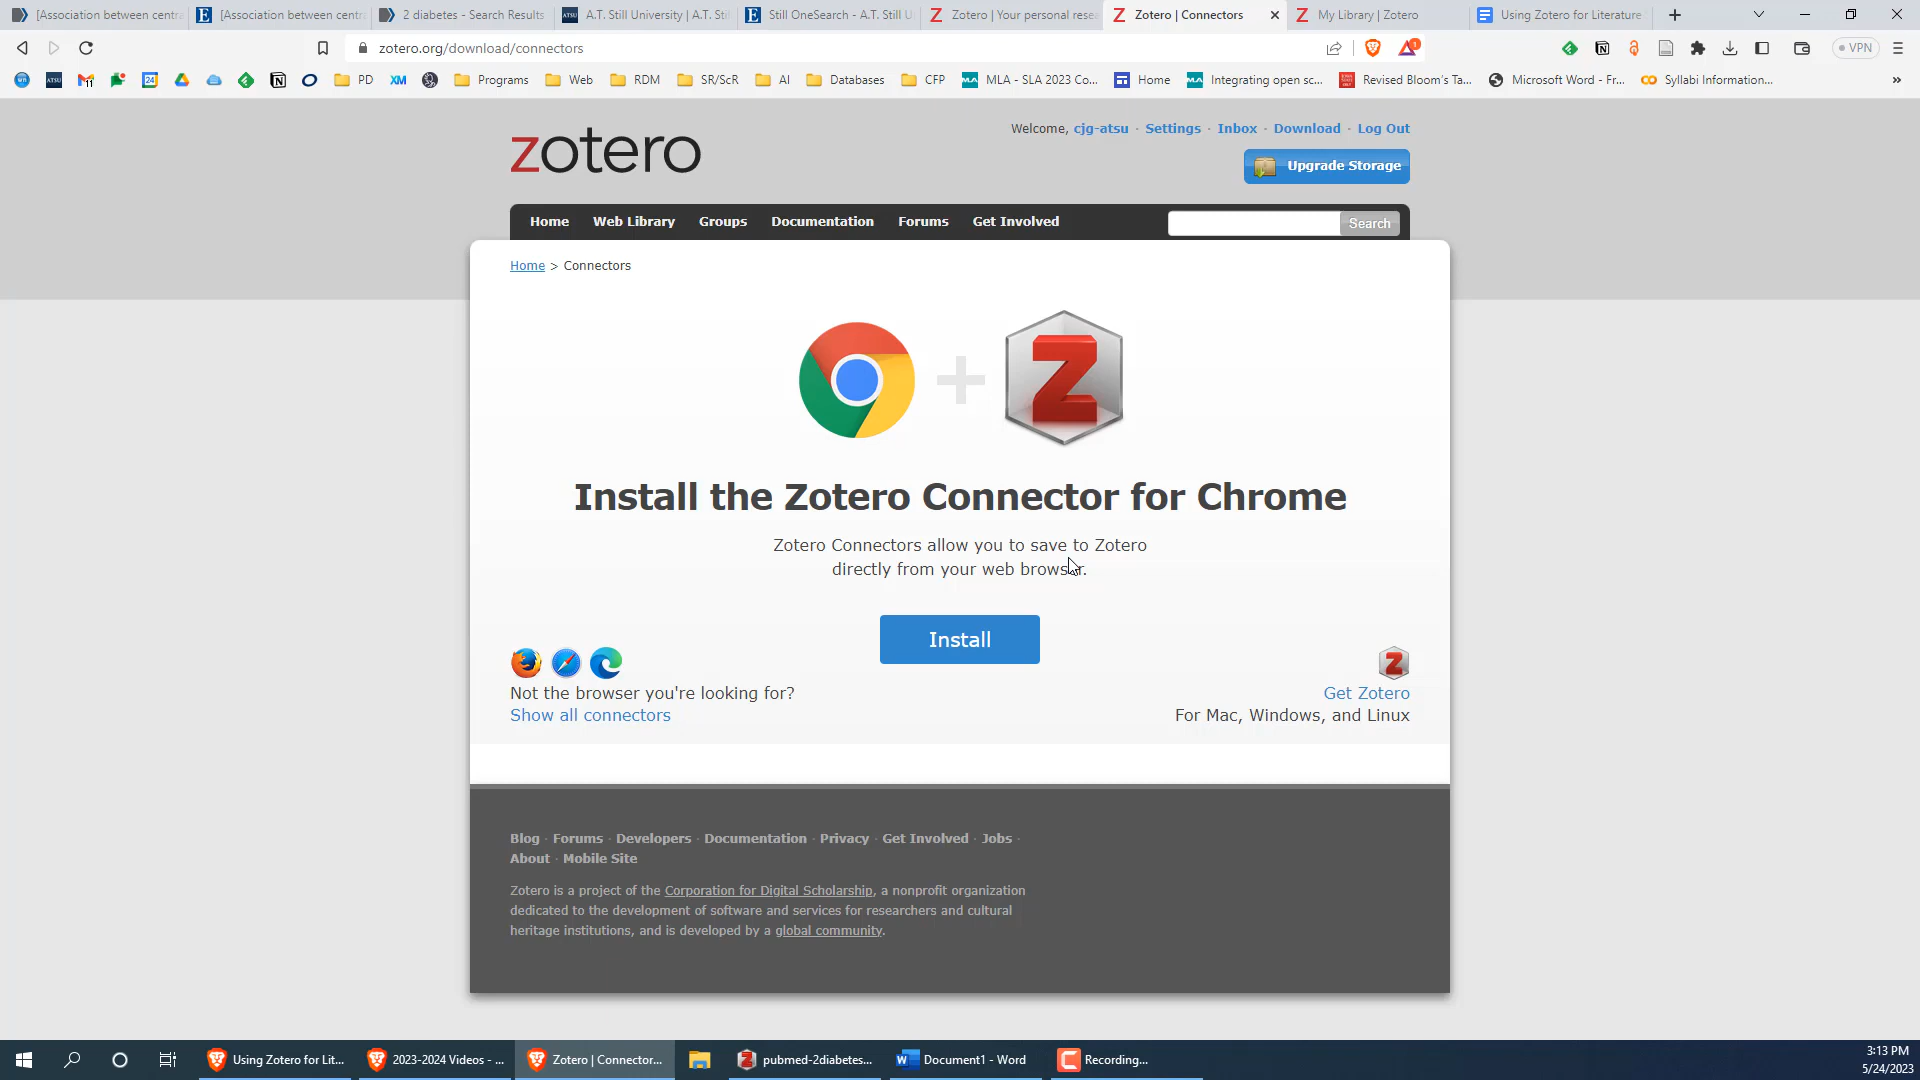 [Association between centra
[Association between centra
2 diabetes - Search Results
A.T. Still University | A.T. Sti
Still OneSearch - A.T. Still U
Zotero | Your personal rese
Zotero | Connectors
My Library | Zotero
Using Zotero for Literature
zotero.org/download/connectors
VPN
PD
Programs
Web
RDM
SR/ScR
AI
Databases
CFP
MLA - SLA 2023 Co...
Home
Integrating open sc...
Revised Bloom's Ta...
Microsoft Word - Fr...
Syllabi Information...
zotero
Welcome, cjg-atsu · Settings · Inbox · Download · Log Out
Upgrade Storage
Home Web Library Groups Documentation Forums Get Involved
Search
Home > Connectors
Install the Zotero Connector for Chrome
Zotero Connectors allow you to save to Zotero
directly from your web browser.
Install
Not the browser you're looking for?
Show all connectors
Get Zotero
For Mac, Windows, and Linux
Blog · Forums · Developers · Documentation · Privacy · Get Involved · Jobs ·
About · Mobile Site
Zotero is a project of the Corporation for Digital Scholarship, a nonprofit organization
dedicated to the development of software and services for researchers and cultural
heritage institutions, and is developed by a global community.
Using Zotero for Lit...
2023-2024 Videos - ...
Zotero | Connector...
pubmed-2diabetes...
Document1 - Word
Recording...
3:13 PM
5/24/2023